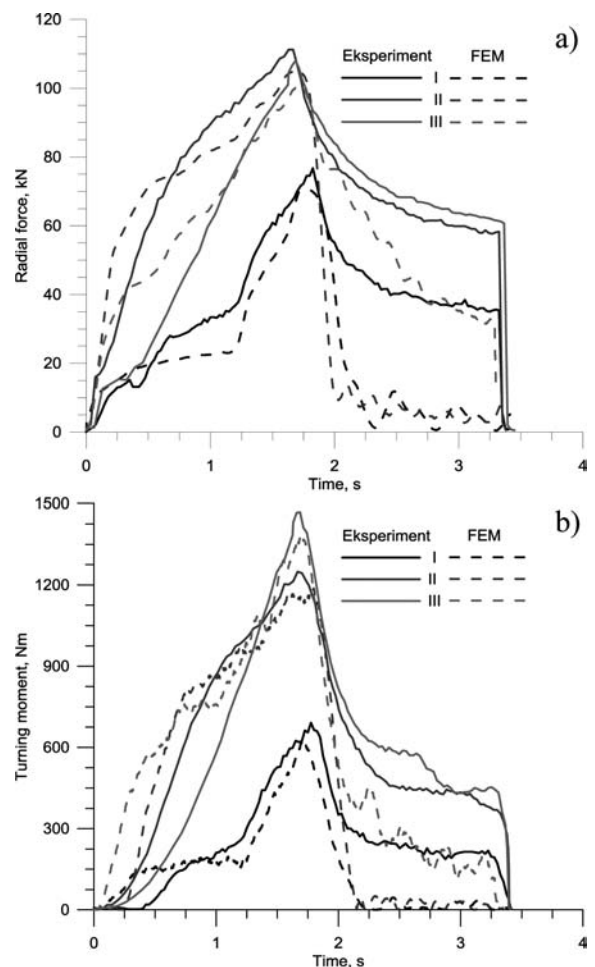 120
a)
Eksperiment FEM
100
I
II
80
III
Radial force, kN
60
40
20
0
0 1 2 3 4
Time, s
1500
b)
Eksperiment FEM
I
1200
II
III
Turning moment, Nm
900
600
300
0
0 1 2 3 4
Time, s